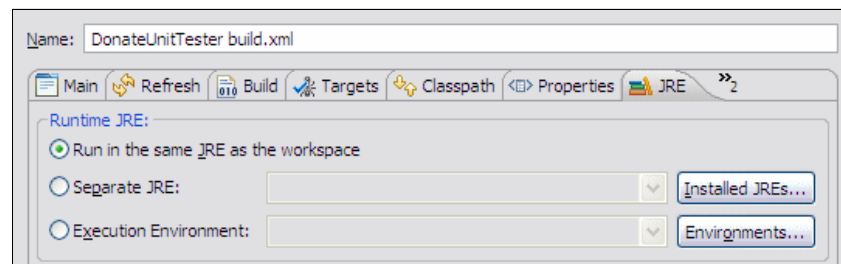 Name: DonateUnitTester build.xml
Main Refresh Build Targets Classpath Properties JRE »2
Runtime JRE:
Run in the same JRE as the workspace
Separate JRE: Installed JREs...
Execution Environment: Environments...